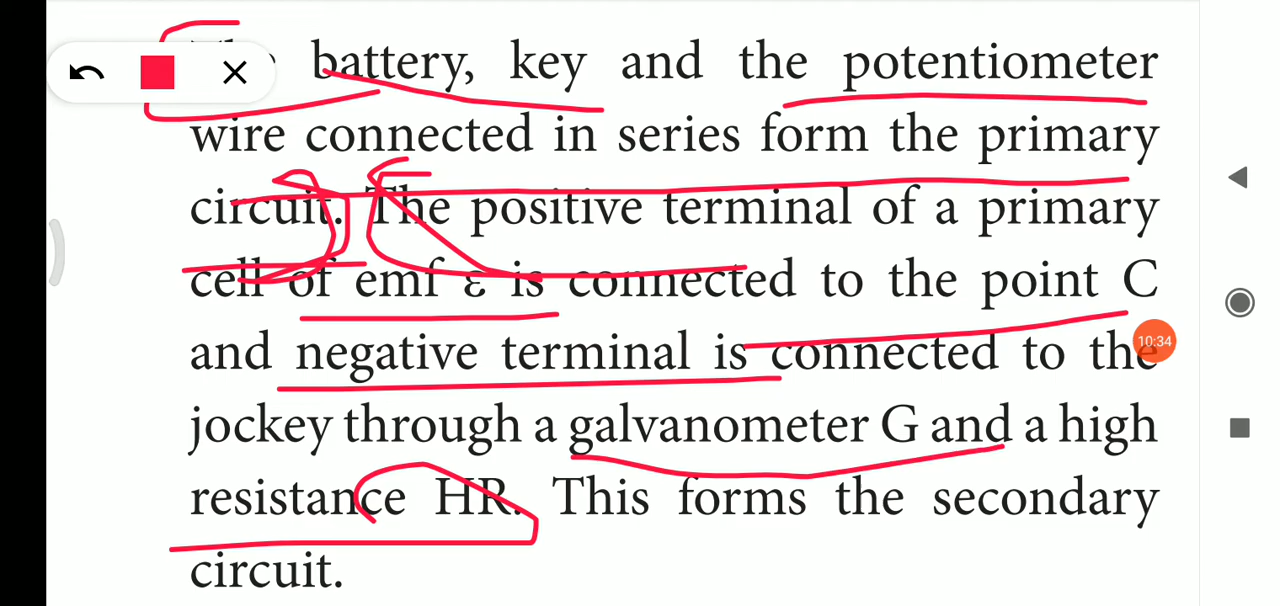 battery, key and the potentiometer
wire connected in series form the primary
circuit. The positive terminal of a primary
cell of emf ε is connected to the point C
and negative terminal is connected to the
jockey through a galvanometer G and a high
resistance HR. This forms the secondary
circuit.
10:34